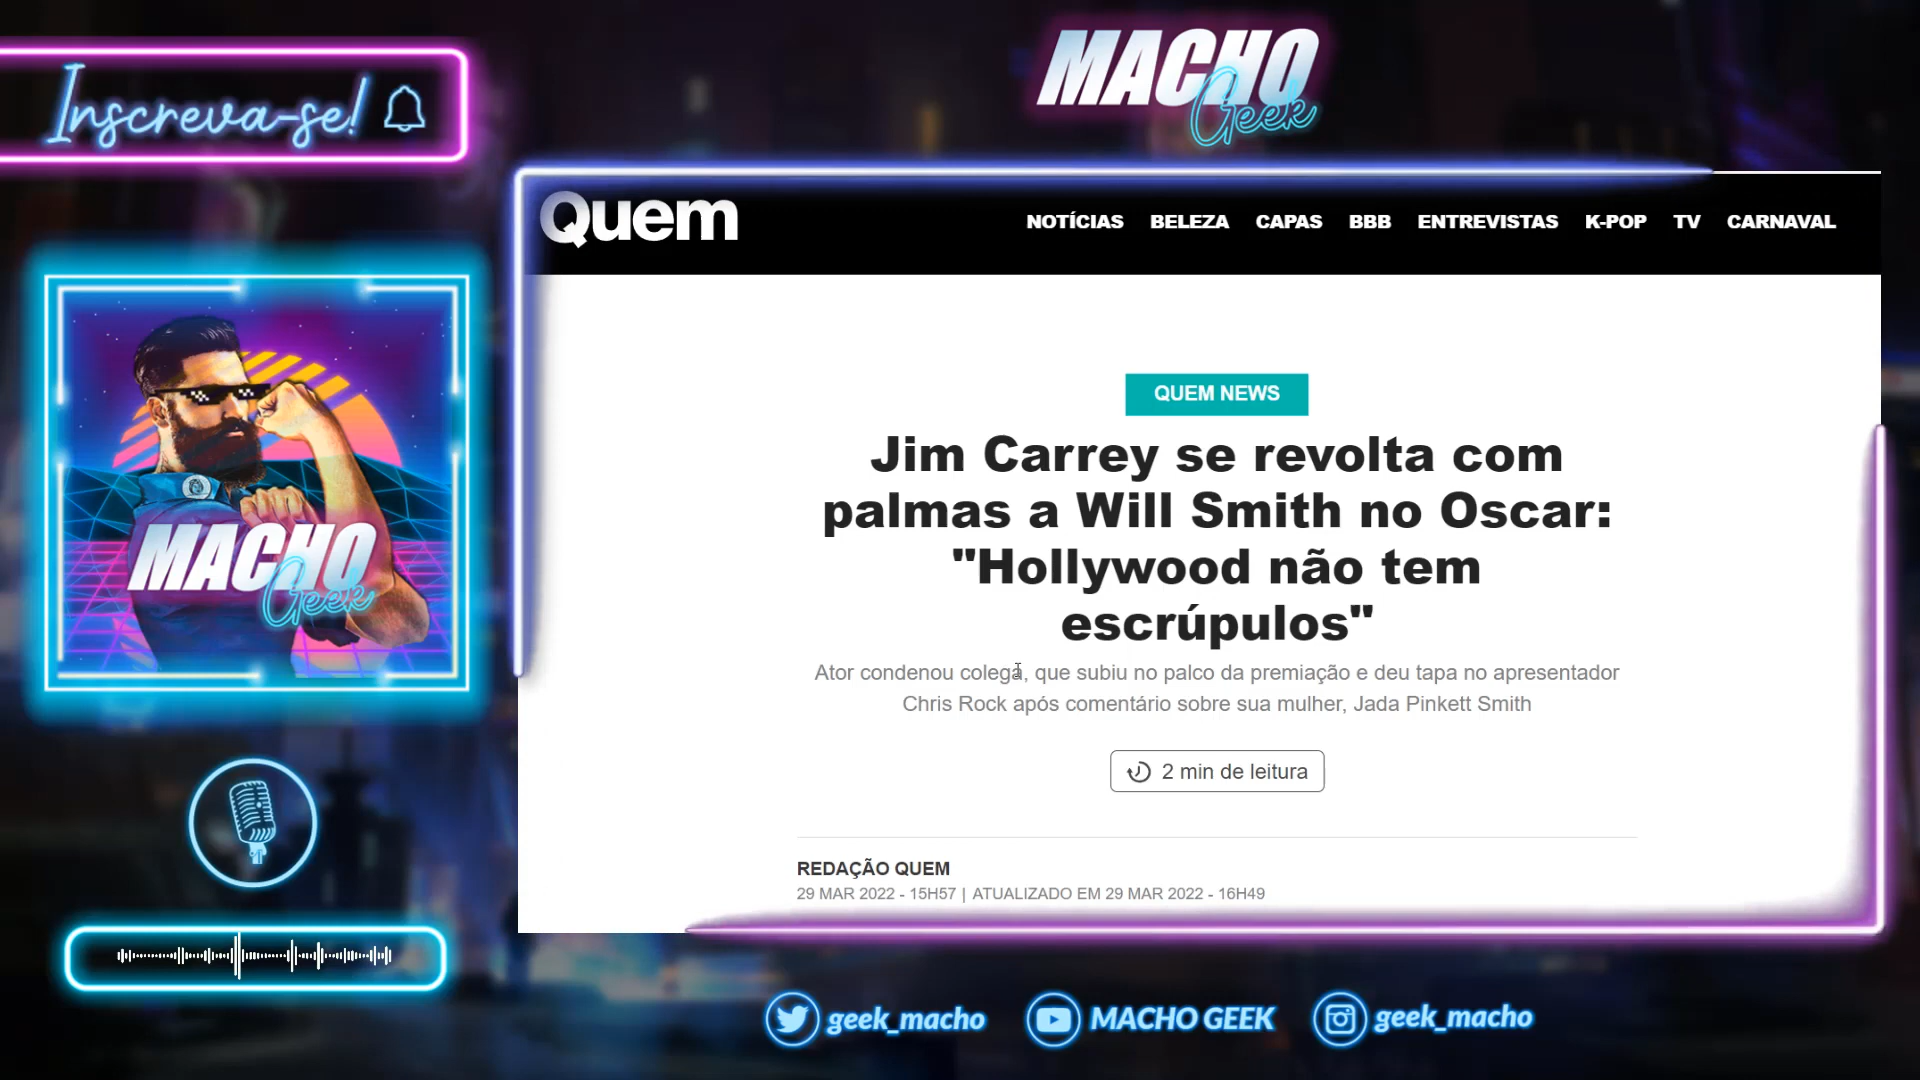 Inscreva-se!
MACHO
Geek
Quem
NOTÍCIAS BELEZA CAPAS BBB ENTREVISTAS K-POP TV CARNAVAL
QUEM NEWS
Jim Carrey se revolta com
palmas a Will Smith no Oscar:
"Hollywood não tem
escrúpulos"
Ator condenou colega, que subiu no palco da premiação e deu tapa no apresentador
Chris Rock após comentário sobre sua mulher, Jada Pinkett Smith
2 min de leitura
REDAÇÃO QUEM
29 MAR 2022 - 15H57 | ATUALIZADO EM 29 MAR 2022 - 16H49
MACHO
Geek
geek_macho MACHO GEEK geek_macho